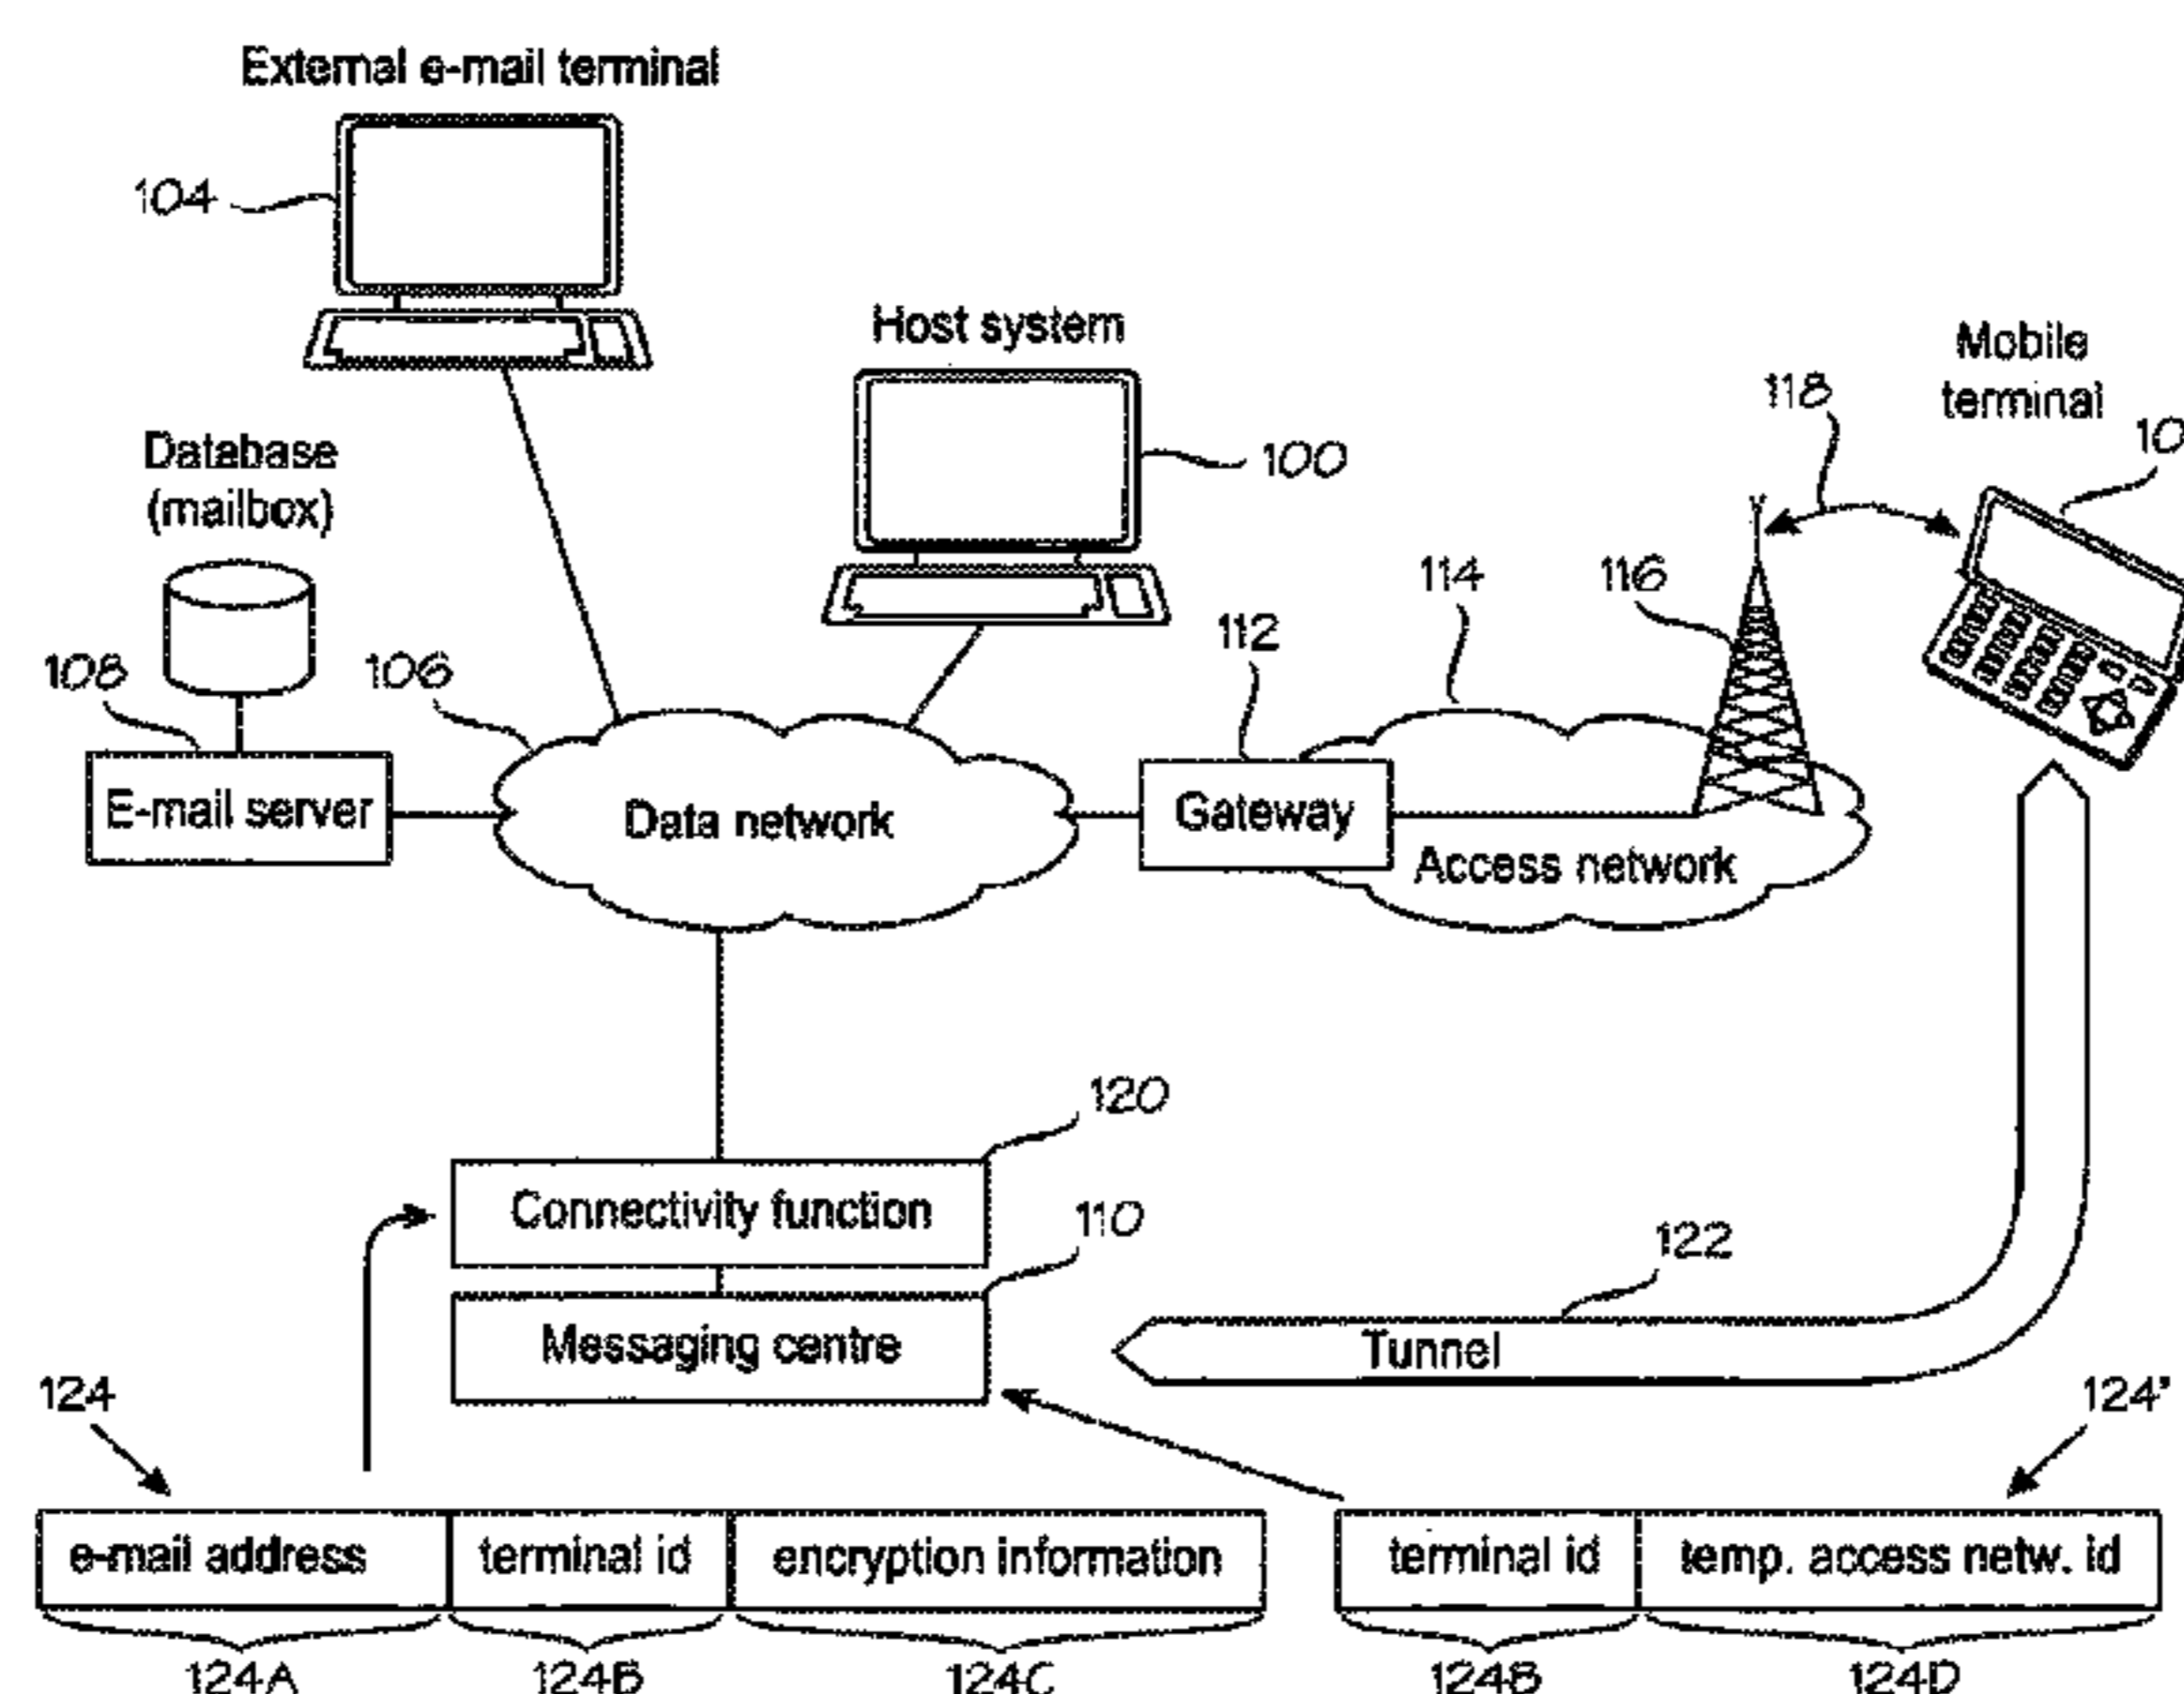 External e-mail terminal
104
Host system
Mobile
terminal
118
Database
(mailbox)
100
10
114
116
112
108
106
E-mail server
Data network
Gateway
Access network
120
Connectivity function
110
122
Messaging centre
Tunnel
124
124'
e-mail address
terminal id
encryption information
terminal id
temp. access netw. id
124A
124B
124C
124B
124D